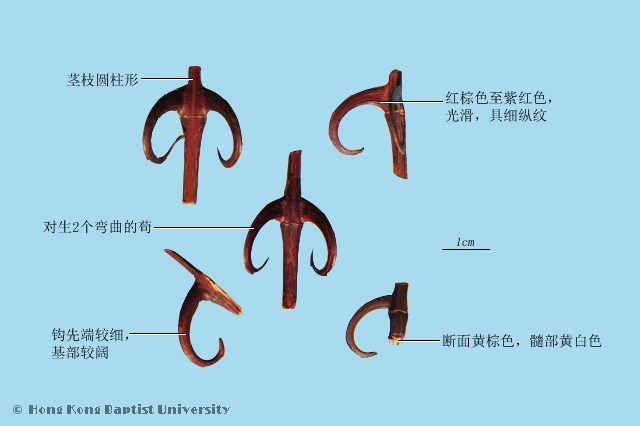 茎枝圆柱形
红棕色至紫红色，
光滑，具细纵纹
对生2个弯曲的荀
1cm
钩先端较细，
基部较阔
断面黄棕色，髓部黄白色
© Hong Kong Baptist University